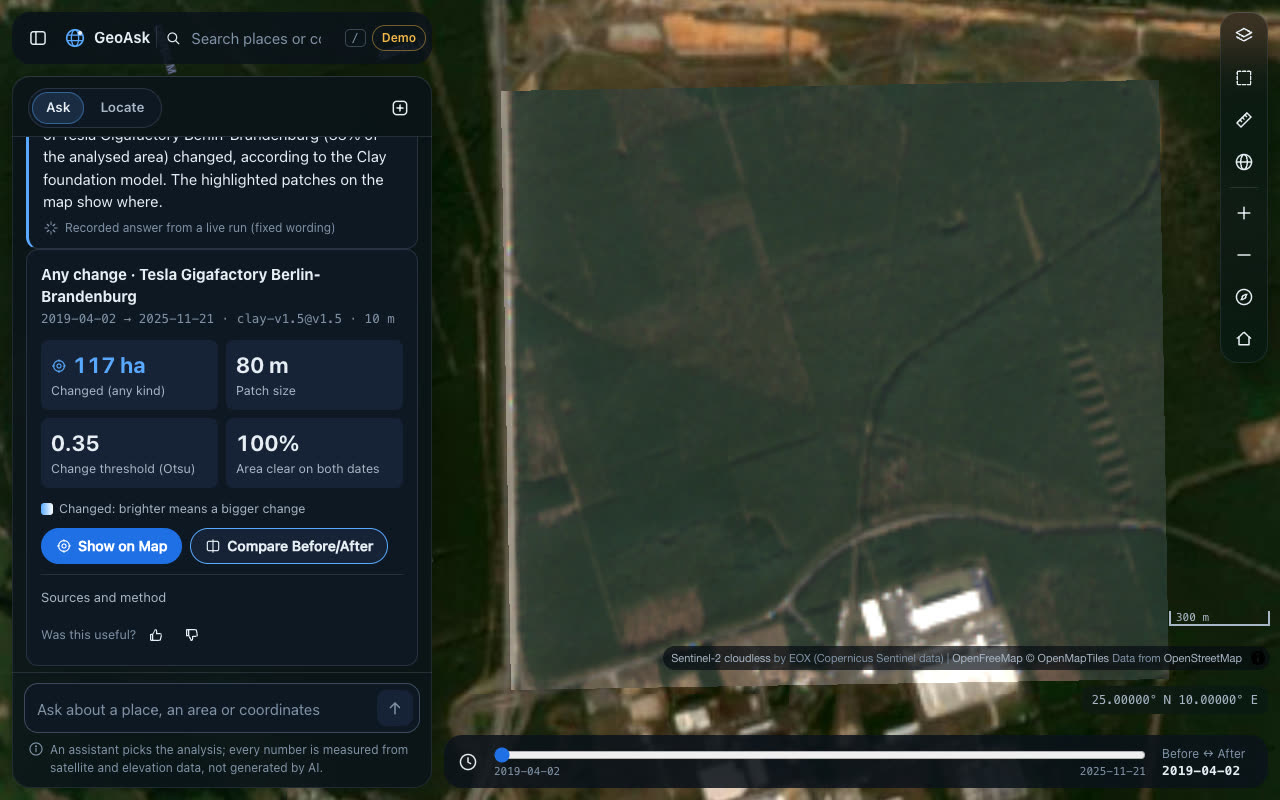 GeoAsk
Search places or cc
/
Demo
Ask
Locate
the analysed area) changed, according to the Clay
foundation model. The highlighted patches on the
map show where.
Recorded answer from a live run (fixed wording)
Any change · Tesla Gigafactory Berlin-
Brandenburg
2019-04-02 → 2025-11-21 · clay-v1.5@v1.5 · 10 m
117 ha
Changed (any kind)
80 m
Patch size
0.35
Change threshold (Otsu)
100%
Area clear on both dates
Changed: brighter means a bigger change
Show on Map
Compare Before/After
Sources and method
Was this useful?
Ask about a place, an area or coordinates
An assistant picks the analysis; every number is measured from
satellite and elevation data, not generated by AI.
300 m
Sentinel-2 cloudless by EOX (Copernicus Sentinel data) | OpenFreeMap © OpenMapTiles Data from OpenStreetMap
25.00000° N 10.00000° E
2019-04-02
2025-11-21
Before ↔ After
2019-04-02